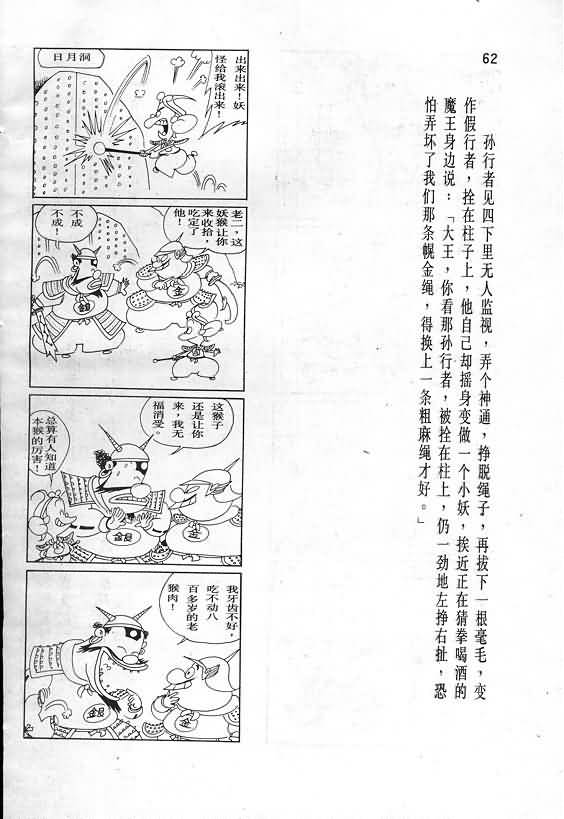 62
孙行者见四下里无人监视，弄个神通，挣脱绳子，再拔下一根毫毛，变
作假行者，拴在柱子上，他自己却摇身变做一个小妖，挨近正在猜拳喝酒的
魔王身边说：「大王，你看那孙行者，被拴在柱上，仍一劲地左挣右扯，恐
怕弄坏了我们那条幌金绳，得换上一条粗麻绳才好。」
日月洞
出来出来！妖
怪给我滚出来！
老二，这
妖猴让你
来收拾，
吃定了
他！
不成
不成！
金
银
这猴子
还是让你
来，我无
福消受。
总算有人知道
本猴的厉害！
金
银
我牙齿不好，
吃不动八
百多岁的老
猴肉！
金
银